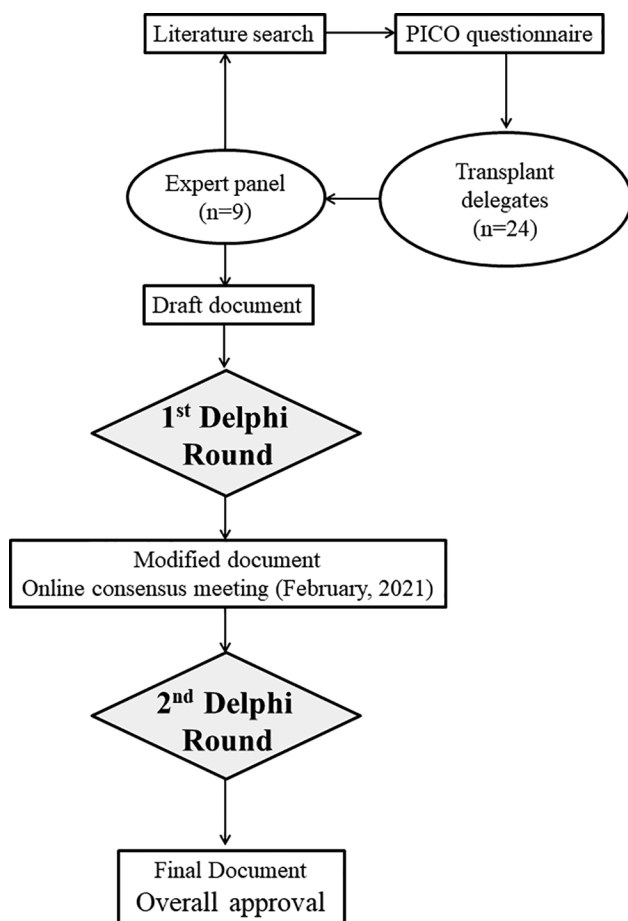 Literature search
PICO questionnaire
Expert panel
(n=9)
Transplant
delegates
(n=24)
Draft document
1st Delphi
Round
Modified document
Online consensus meeting (February, 2021)
2nd Delphi
Round
Final Document
Overall approval